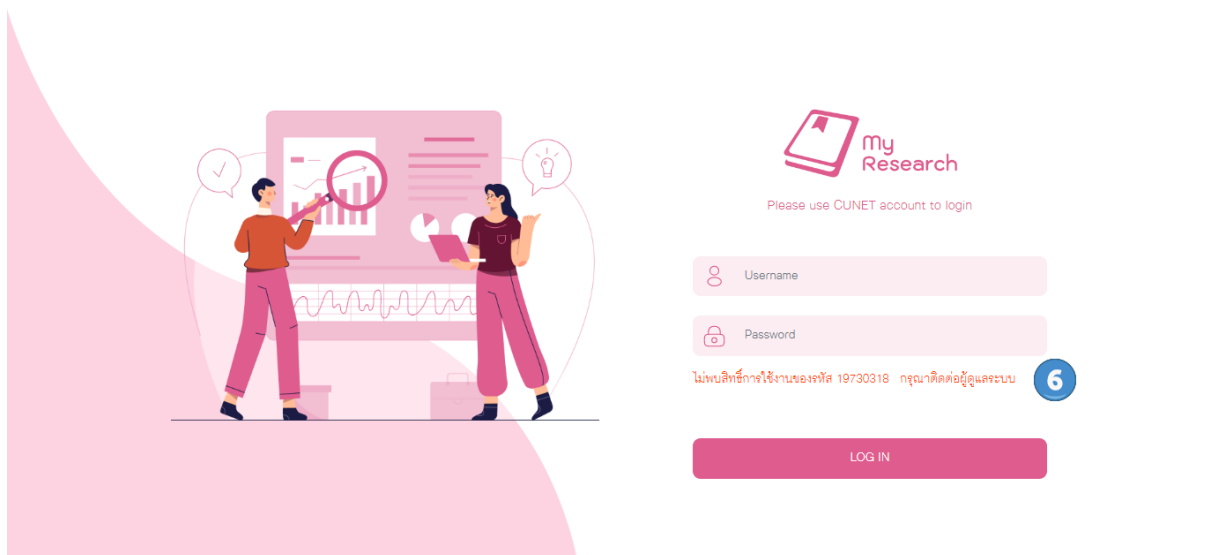 My
Research
Please use CUNET account to login
Username
Password
ไม่พบสิทธิ์การใช้งานของรหัส 19730318 กรุณาติดต่อผู้ดูแลระบบ
6
LOG IN